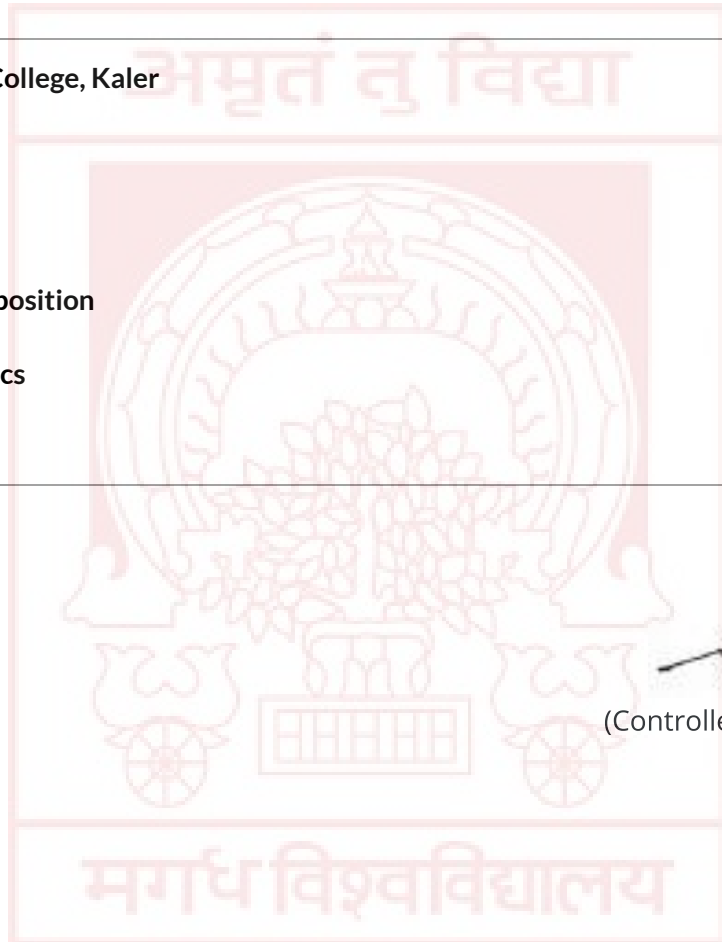 अमृतं तु विद्या
College, Kaler
position
cs
(Controlle
मगध विश्वविद्यालय